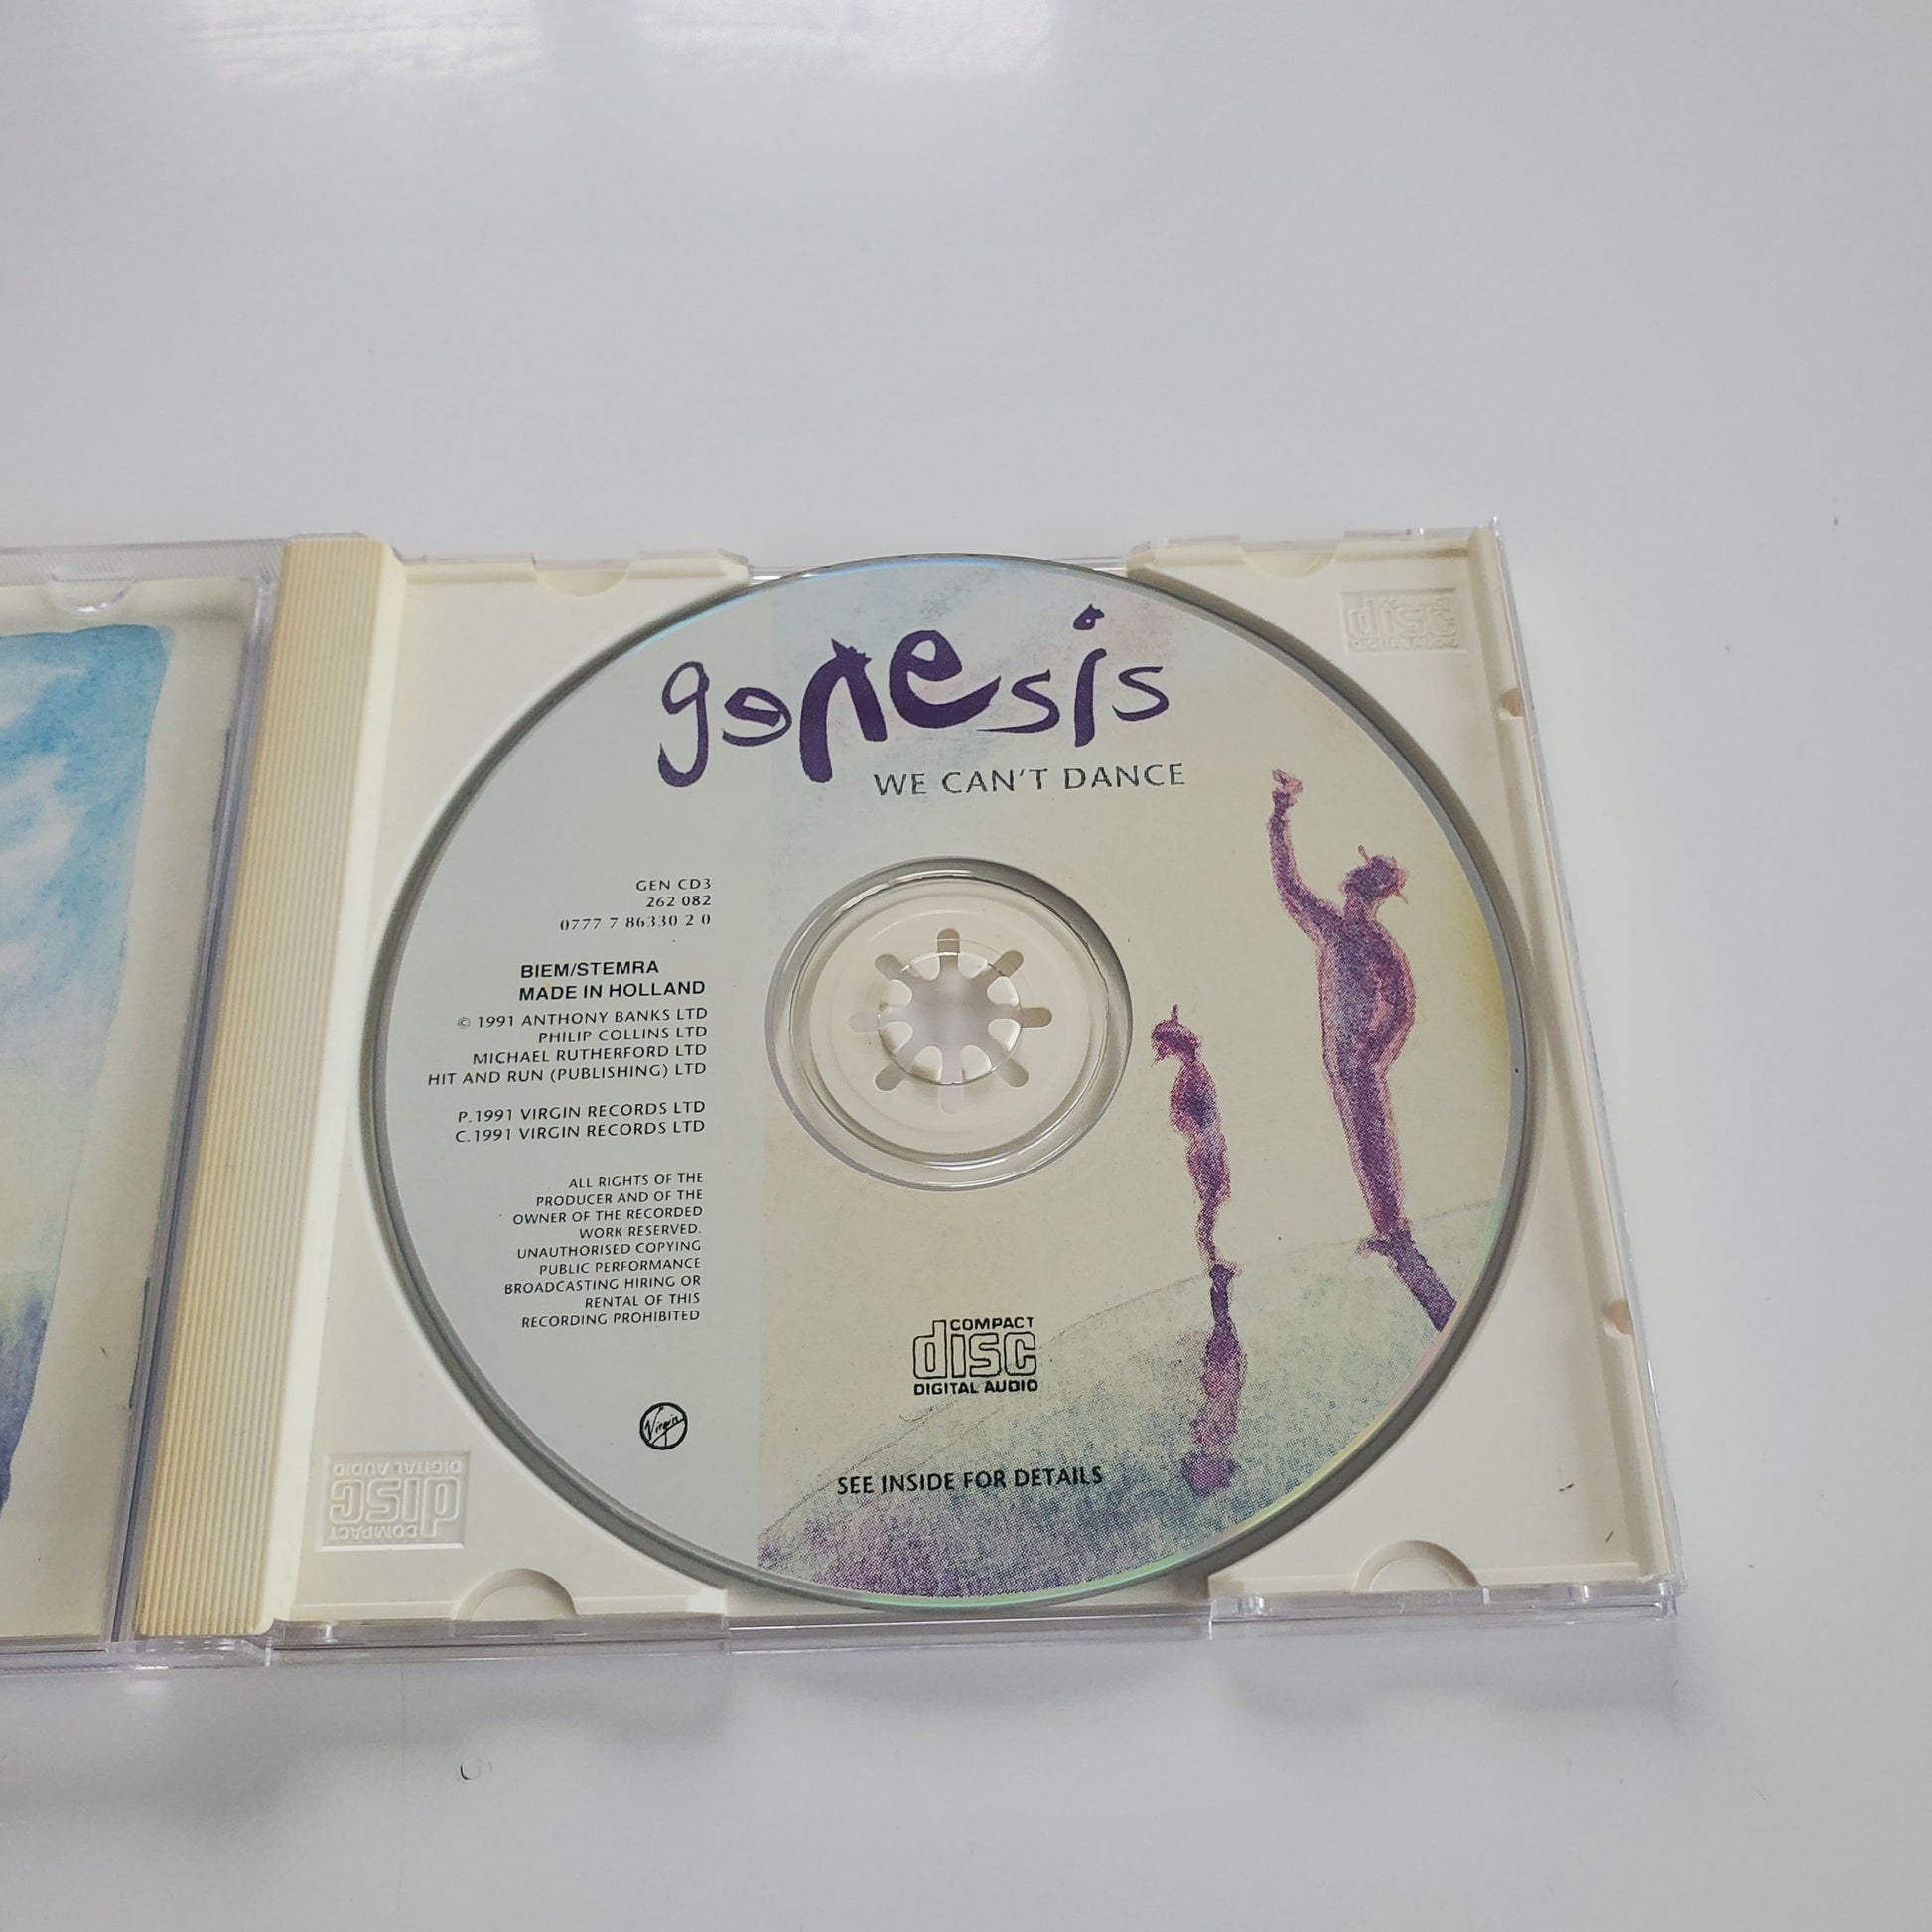 genesis
WE CAN'T DANCE
GEN CD3
262 082
0777 7 86330 2 0
BIEM/STEMRA
MADE IN HOLLAND
© 1991 ANTHONY BANKS LTD
PHILIP COLLINS LTD
MICHAEL RUTHERFORD LTD
HIT AND RUN (PUBLISHING) LTD
P.1991 VIRGIN RECORDS LTD
C.1991 VIRGIN RECORDS LTD
ALL RIGHTS OF THE
PRODUCER AND OF THE
OWNER OF THE RECORDED
WORK RESERVED.
UNAUTHORISED COPYING
PUBLIC PERFORMANCE
BROADCASTING HIRING OR
RENTAL OF THIS
RECORDING PROHIBITED
Virgin
COMPACT
disc
DIGITAL AUDIO
SEE INSIDE FOR DETAILS
disc
DIGITAL AUDIO
COMPACT
disc
DIGITAL AUDIO